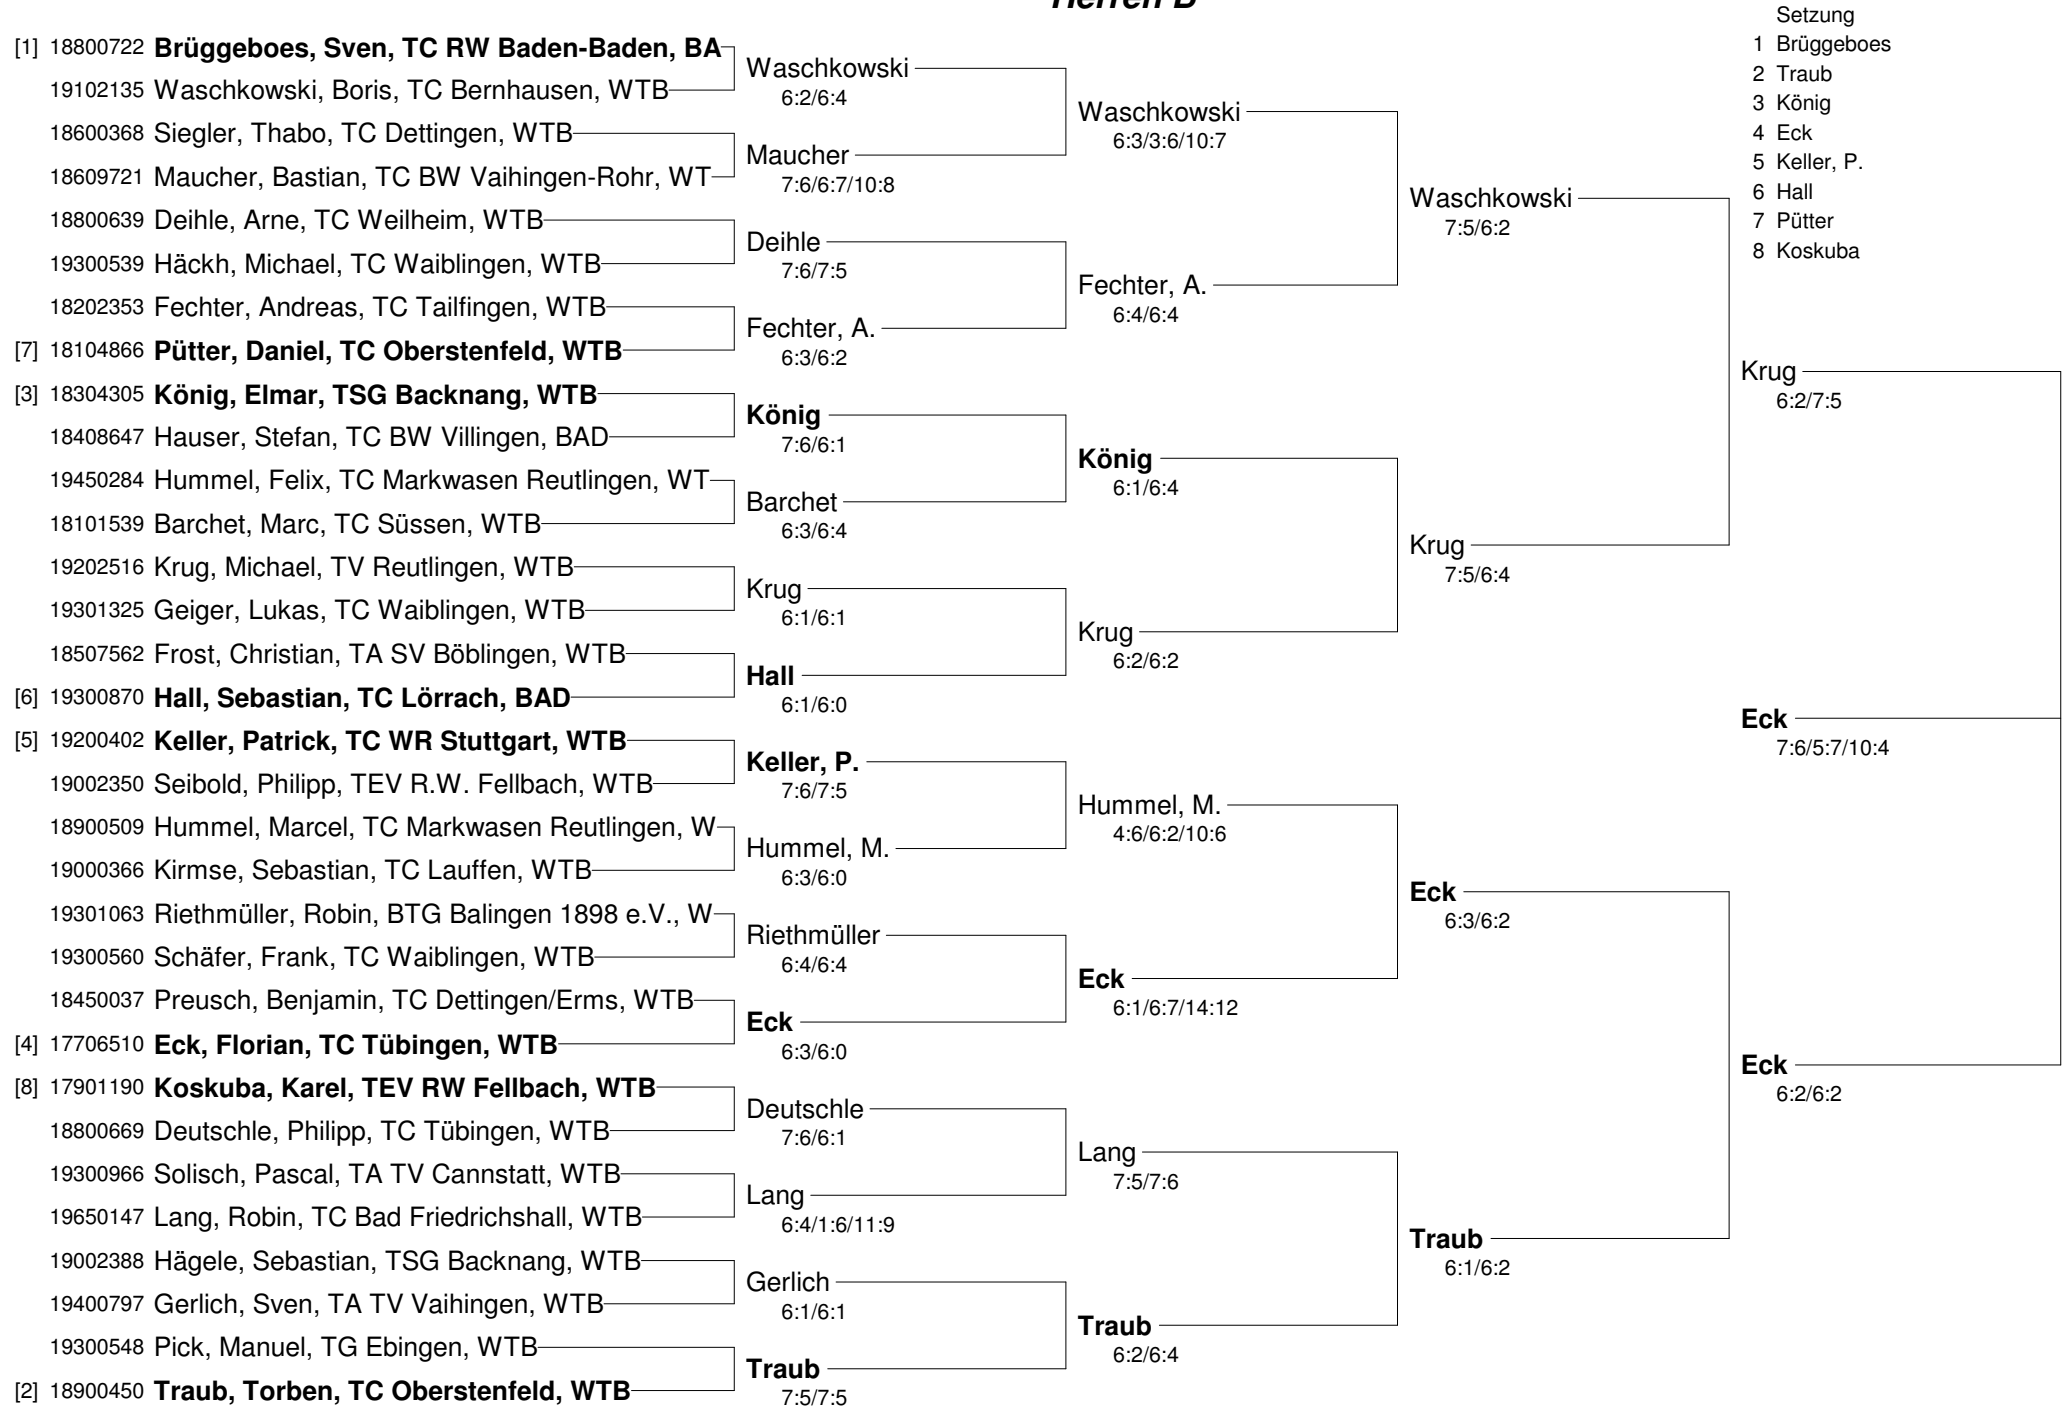 Herren B
Setzung
1 Brüggeboes
2 Traub
3 König
4 Eck
5 Keller, P.
6 Hall
7 Pütter
8 Koskuba
[1] 18800722 Brüggeboes, Sven, TC RW Baden-Baden, BA
19102135 Waschkowski, Boris, TC Bernhausen, WTB
18600368 Siegler, Thabo, TC Dettingen, WTB
18609721 Maucher, Bastian, TC BW Vaihingen-Rohr, WT
18800639 Deihle, Arne, TC Weilheim, WTB
19300539 Häckh, Michael, TC Waiblingen, WTB
18202353 Fechter, Andreas, TC Tailfingen, WTB
[7] 18104866 Pütter, Daniel, TC Oberstenfeld, WTB
[3] 18304305 König, Elmar, TSG Backnang, WTB
18408647 Hauser, Stefan, TC BW Villingen, BAD
19450284 Hummel, Felix, TC Markwasen Reutlingen, WT
18101539 Barchet, Marc, TC Süssen, WTB
19202516 Krug, Michael, TV Reutlingen, WTB
19301325 Geiger, Lukas, TC Waiblingen, WTB
18507562 Frost, Christian, TA SV Böblingen, WTB
[6] 19300870 Hall, Sebastian, TC Lörrach, BAD
[5] 19200402 Keller, Patrick, TC WR Stuttgart, WTB
19002350 Seibold, Philipp, TEV R.W. Fellbach, WTB
18900509 Hummel, Marcel, TC Markwasen Reutlingen, W
19000366 Kirmse, Sebastian, TC Lauffen, WTB
19301063 Riethmüller, Robin, BTG Balingen 1898 e.V., W
19300560 Schäfer, Frank, TC Waiblingen, WTB
18450037 Preusch, Benjamin, TC Dettingen/Erms, WTB
[4] 17706510 Eck, Florian, TC Tübingen, WTB
[8] 17901190 Koskuba, Karel, TEV RW Fellbach, WTB
18800669 Deutschle, Philipp, TC Tübingen, WTB
19300966 Solisch, Pascal, TA TV Cannstatt, WTB
19650147 Lang, Robin, TC Bad Friedrichshall, WTB
19002388 Hägele, Sebastian, TSG Backnang, WTB
19400797 Gerlich, Sven, TA TV Vaihingen, WTB
19300548 Pick, Manuel, TG Ebingen, WTB
[2] 18900450 Traub, Torben, TC Oberstenfeld, WTB
Waschkowski
6:2/6:4
Maucher
7:6/6:7/10:8
Deihle
7:6/7:5
Fechter, A.
6:3/6:2
König
7:6/6:1
Barchet
6:3/6:4
Krug
6:1/6:1
Hall
6:1/6:0
Keller, P.
7:6/7:5
Hummel, M.
6:3/6:0
Riethmüller
6:4/6:4
Eck
6:3/6:0
Deutschle
7:6/6:1
Lang
6:4/1:6/11:9
Gerlich
6:1/6:1
Traub
7:5/7:5
Waschkowski
6:3/3:6/10:7
Fechter, A.
6:4/6:4
König
6:1/6:4
Krug
6:2/6:2
Hummel, M.
4:6/6:2/10:6
Eck
6:1/6:7/14:12
Lang
7:5/7:6
Traub
6:2/6:4
Waschkowski
7:5/6:2
Krug
7:5/6:4
Eck
6:3/6:2
Traub
6:1/6:2
Krug
6:2/7:5
Eck
7:6/5:7/10:4
Eck
6:2/6:2